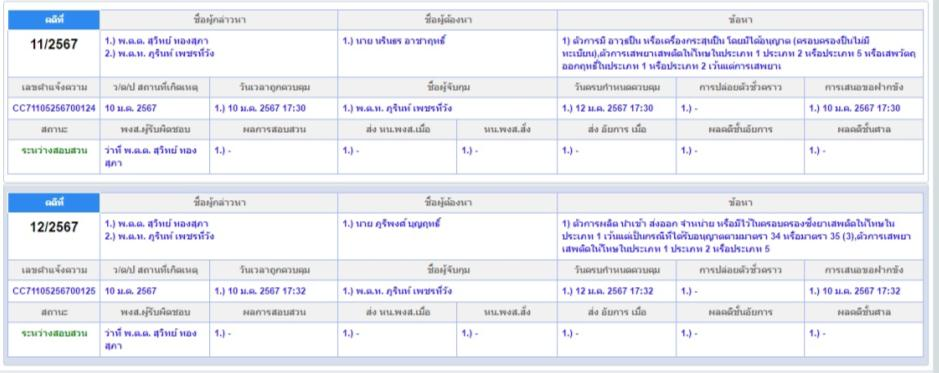 คดีที่ ชื่อผู้กล่าวหา ชื่อผู้ต้องหา ข้อหา
11/2567 1.) พ.ต.ต. สุวิทย์ ทองสุภา 1.) นาย นรินธร อาชาฤทธิ์ 1) ตัวการมี อาวุธปืน หรือเครื่องกระสุนปืน โดยมิได้อนุญาต (ครอบครองปืนไม่มี
2.) พ.ต.ท. ภูรินท์ เพชรที่วัง ทะเบียน),ตัวการเสพยาเสพติดให้โทษในประเภท 1 ประเภท 2 หรือประเภท 5 หรือเสพวัตถุ
ออกฤทธิ์ในประเภท 1 หรือประเภท 2 เว้นแต่การเสพยาเ
เลขรับแจ้งความ ว/ด/ป สถานที่เกิดเหตุ วันเวลาถูกควบคุม ชื่อผู้จับกุม วันครบกำหนดควบคุม การปล่อยตัวชั่วคราว การเสนอขอฝากขัง
CC71105256700124 10 ม.ค. 2567 1.) 10 ม.ค. 2567 17:30 1.) พ.ต.ท. ภูรินท์ เพชรที่วัง 1.) 12 ม.ค. 2567 17:30 1.) - 1.) 10 ม.ค. 2567 17:30
สถานะ พงส.ผู้รับผิดชอบ ผลการสอบสวน ส่ง หน.พงส.เมื่อ หน.พงส.สั่ง ส่ง อัยการ เมื่อ ผลคดีชั้นอัยการ ผลคดีชั้นศาล
ระหว่างสอบสวน ว่าที่ พ.ต.ต. สุวิทย์ ทอง 1.) - 1.) - 1.) - 1.) - 1.) - 1.) -
สุภา
คดีที่ ชื่อผู้กล่าวหา ชื่อผู้ต้องหา ข้อหา
12/2567 1.) พ.ต.ต. สุวิทย์ ทองสุภา 1.) นาย ภูริพงศ์ บุญฤทธิ์ 1) ตัวการผลิต นำเข้า ส่งออก จำหน่าย หรือมีไว้ในครอบครองซึ่งยาเสพติดให้โทษใน
2.) พ.ต.ท. ภูรินท์ เพชรที่วัง ประเภท 1 เว้นแต่เป็นกรณีที่ได้รับอนุญาตตามมาตรา 34 หรือมาตรา 35 (3),ตัวการเสพยา
เสพติดให้โทษในประเภท 1 ประเภท 2 หรือประเภท 5
เลขรับแจ้งความ ว/ด/ป สถานที่เกิดเหตุ วันเวลาถูกควบคุม ชื่อผู้จับกุม วันครบกำหนดควบคุม การปล่อยตัวชั่วคราว การเสนอขอฝากขัง
CC71105256700125 10 ม.ค. 2567 1.) 10 ม.ค. 2567 17:32 1.) พ.ต.ท. ภูรินท์ เพชรที่วัง 1.) 12 ม.ค. 2567 17:32 1.) - 1.) 10 ม.ค. 2567 17:32
สถานะ พงส.ผู้รับผิดชอบ ผลการสอบสวน ส่ง หน.พงส.เมื่อ หน.พงส.สั่ง ส่ง อัยการ เมื่อ ผลคดีชั้นอัยการ ผลคดีชั้นศาล
ระหว่างสอบสวน ว่าที่ พ.ต.ต. สุวิทย์ ทอง 1.) - 1.) - 1.) - 1.) - 1.) - 1.) -
สุภา